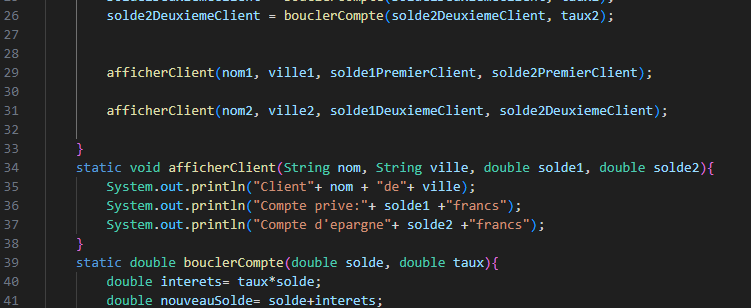 26 solde2DeuxiemeClient = bouclerCompte(solde2DeuxiemeClient, taux2);
27
28
29 afficherClient(nom1, ville1, solde1PremierClient, solde2PremierClient);
30
31 afficherClient(nom2, ville2, solde1DeuxiemeClient, solde2DeuxiemeClient);
32
33 }
34 static void afficherClient(String nom, String ville, double solde1, double solde2){
35 System.out.println("Client"+ nom + "de"+ ville);
36 System.out.println("Compte prive:"+ solde1 +"francs");
37 System.out.println("Compte d'epargne"+ solde2 +"francs");
38 }
39 static double bouclerCompte(double solde, double taux){
40 double interets= taux*solde;
41 double nouveauSolde= solde+interets;